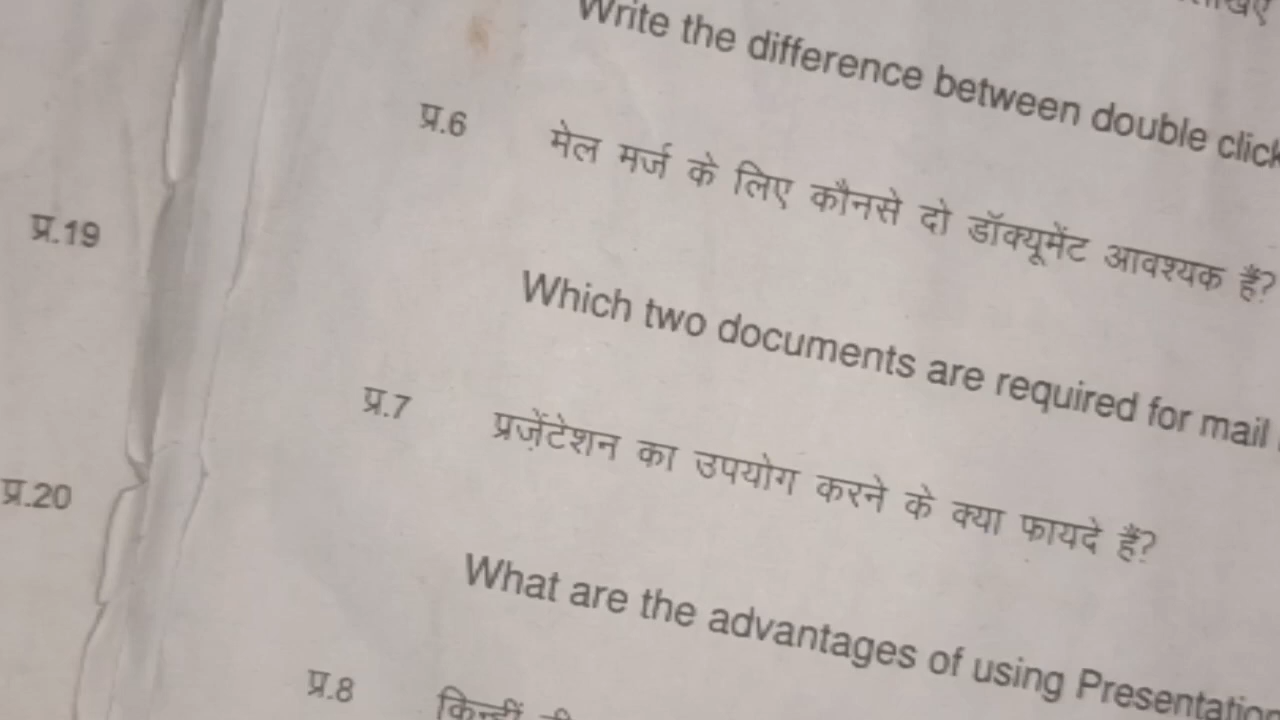 Write the difference between double click
प्र.6 मेल मर्ज के लिए कौनसे दो डॉक्यूमेंट आवश्यक हैं?
प्र.19
Which two documents are required for mail
प्र.7 प्रज़ेंटेशन का उपयोग करने के क्या फायदे हैं?
प्र.20
What are the advantages of using Presentation
प्र.8 किन्हीं